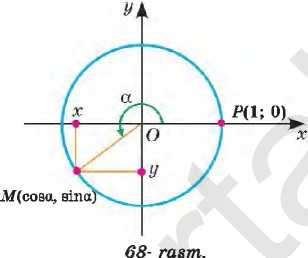 y
α
x
P(1; 0)
O
x
y
M(cosα, sinα)
68- rasm.